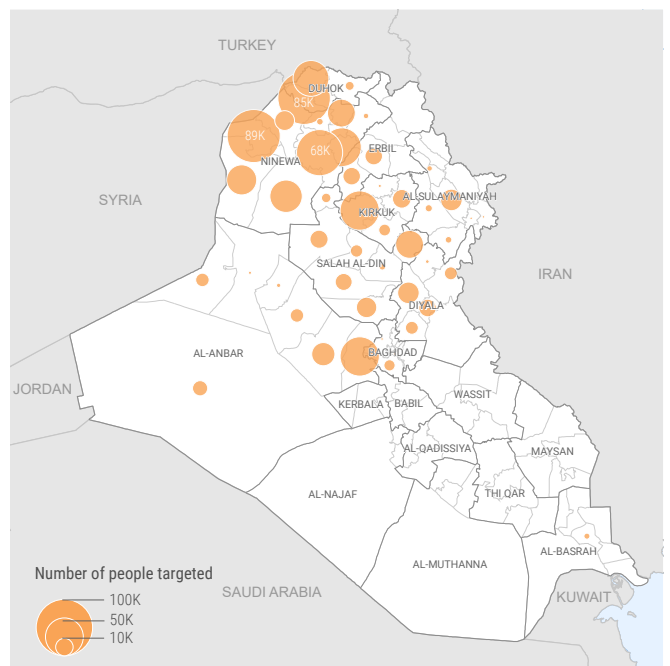 TURKEY
DUHOK
85K
89K
68K
ERBIL
NINEWA
SYRIA
AL-SULAYMANIYAH
KIRKUK
SALAH AL-DIN
IRAN
DIYALA
AL-ANBAR
BAGHDAD
JORDAN
WASSIT
KERBALA
BABIL
AL-QADISSIYA
MAYSAN
AL-NAJAF
THI QAR
AL-BASRAH
AL-MUTHANNA
Number of people targeted
SAUDI ARABIA
KUWAIT
100K
50K
10K